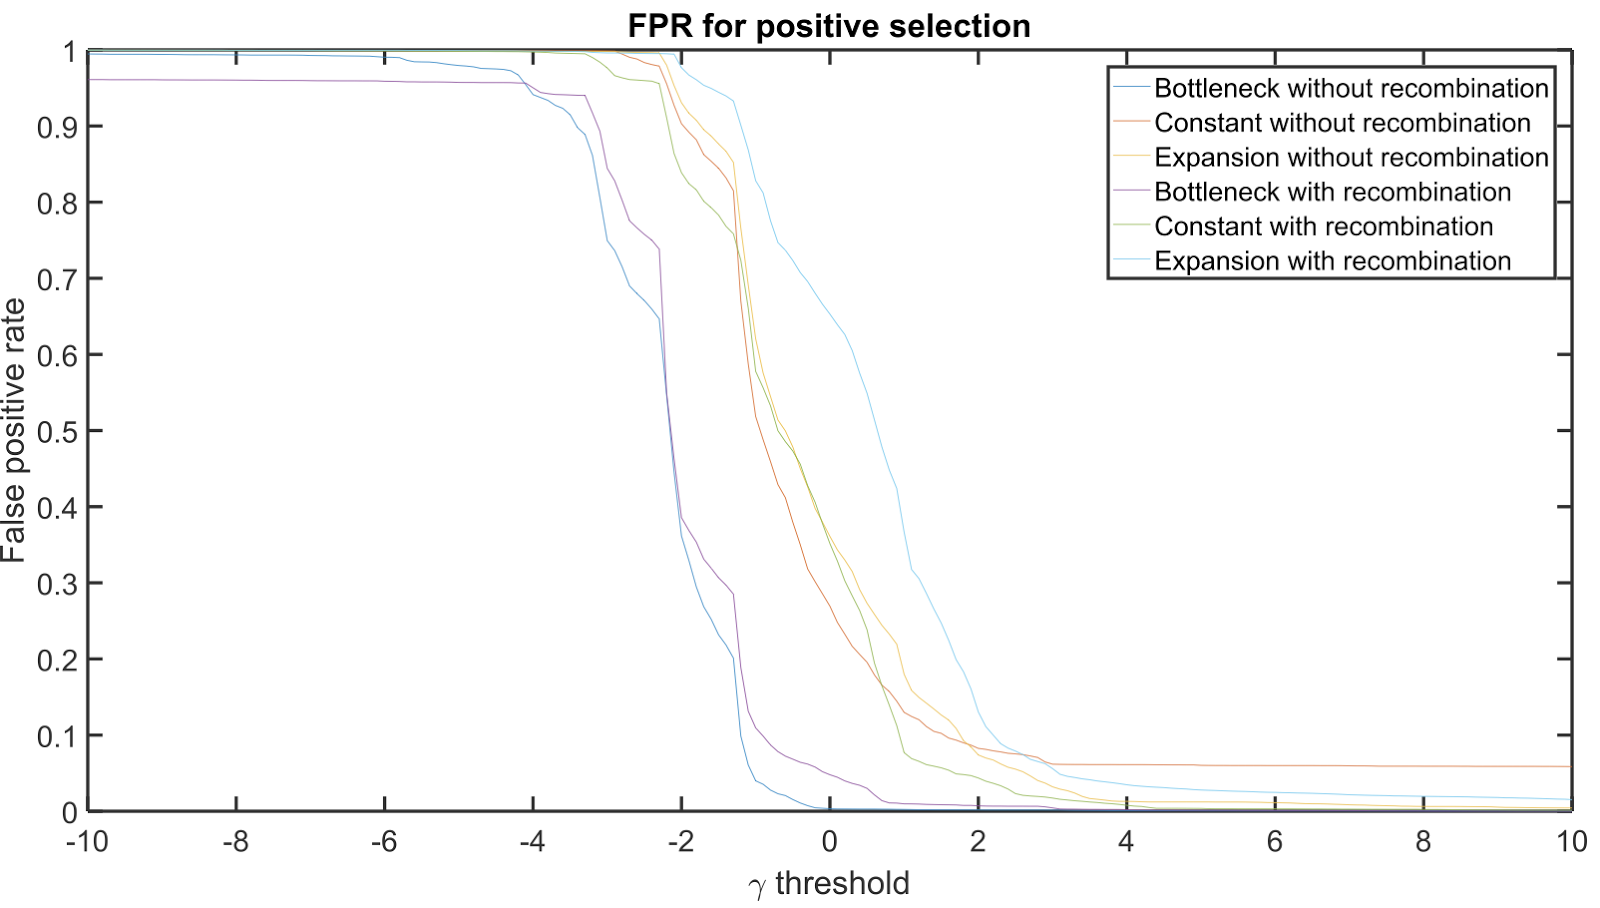 FPR for positive selection
1
0.9
0.8
0.7
0.6
0.5
0.4
0.3
0.2
0.1
0
False positive rate
Bottleneck without recombination
Constant without recombination
Expansion without recombination
Bottleneck with recombination
Constant with recombination
Expansion with recombination
-10 -8 -6 -4 -2 0 2 4 6 8 10
γ threshold